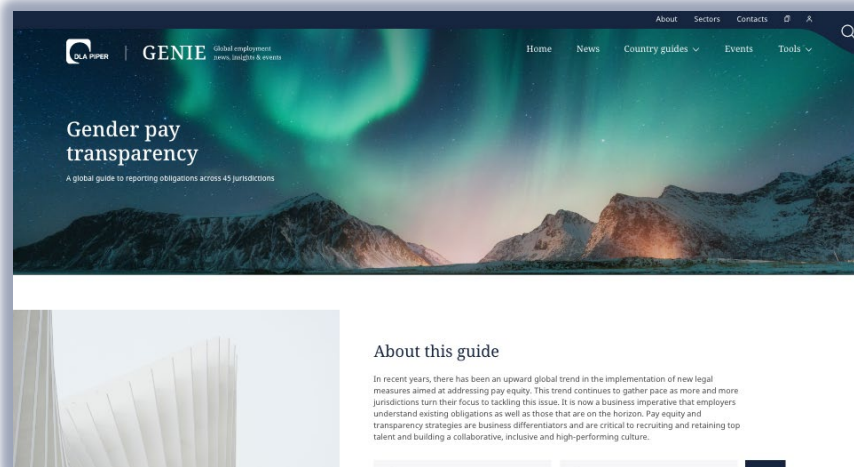 About Sectors Contacts
DLA PIPER
GENIE
Global employment
news, insights & events
Home News Country guides Events Tools
Gender pay
transparency
A global guide to reporting obligations across 45 jurisdictions
About this guide
In recent years, there has been an upward global trend in the implementation of new legal
measures aimed at addressing pay equity. This trend continues to gather pace as more and more
jurisdictions turn their focus to tackling this issue. It is now a business imperative that employers
understand existing obligations as well as those that are on the horizon. Pay equity and
transparency strategies are business differentiators and are critical to recruiting and retaining top
talent and building a collaborative, inclusive and high-performing culture.